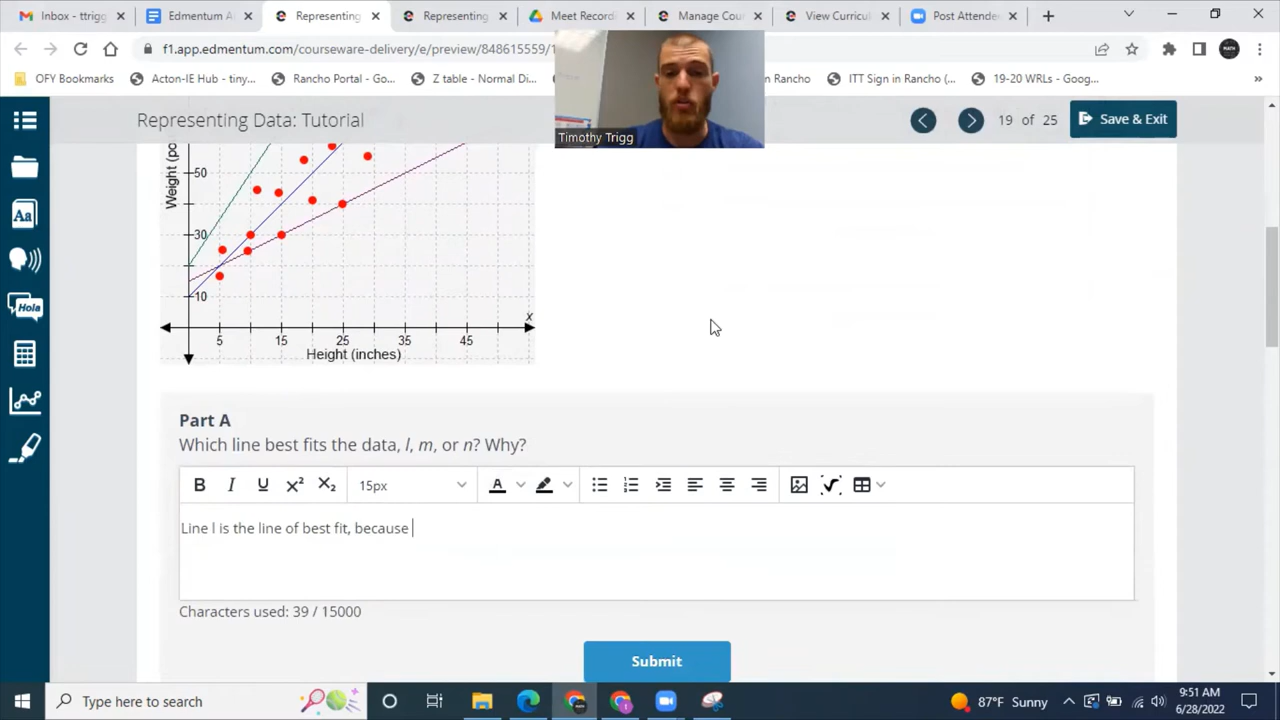 Inbox - ttrigg
Edmentum A
Representing
Representing
Meet Record
Manage Cour
View Curricul
Post Attende
f1.app.edmentum.com/courseware-delivery/e/preview/848615559/1
OFY Bookmarks
Acton-IE Hub - tiny...
Rancho Portal - Go...
Z table - Normal Di...
n Rancho
ITT Sign in Rancho (...
19-20 WRLs - Goog...
Representing Data: Tutorial
Timothy Trigg
19 of 25
Save & Exit
Aa
Hola
Weight (po
50
30
10
x
5 15 25 35 45
Height (inches)
Part A
Which line best fits the data, l, m, or n? Why?
B I U X² X₂ 15px A
Line l is the line of best fit, because
Characters used: 39 / 15000
Submit
Type here to search
87°F Sunny
9:51 AM
6/28/2022